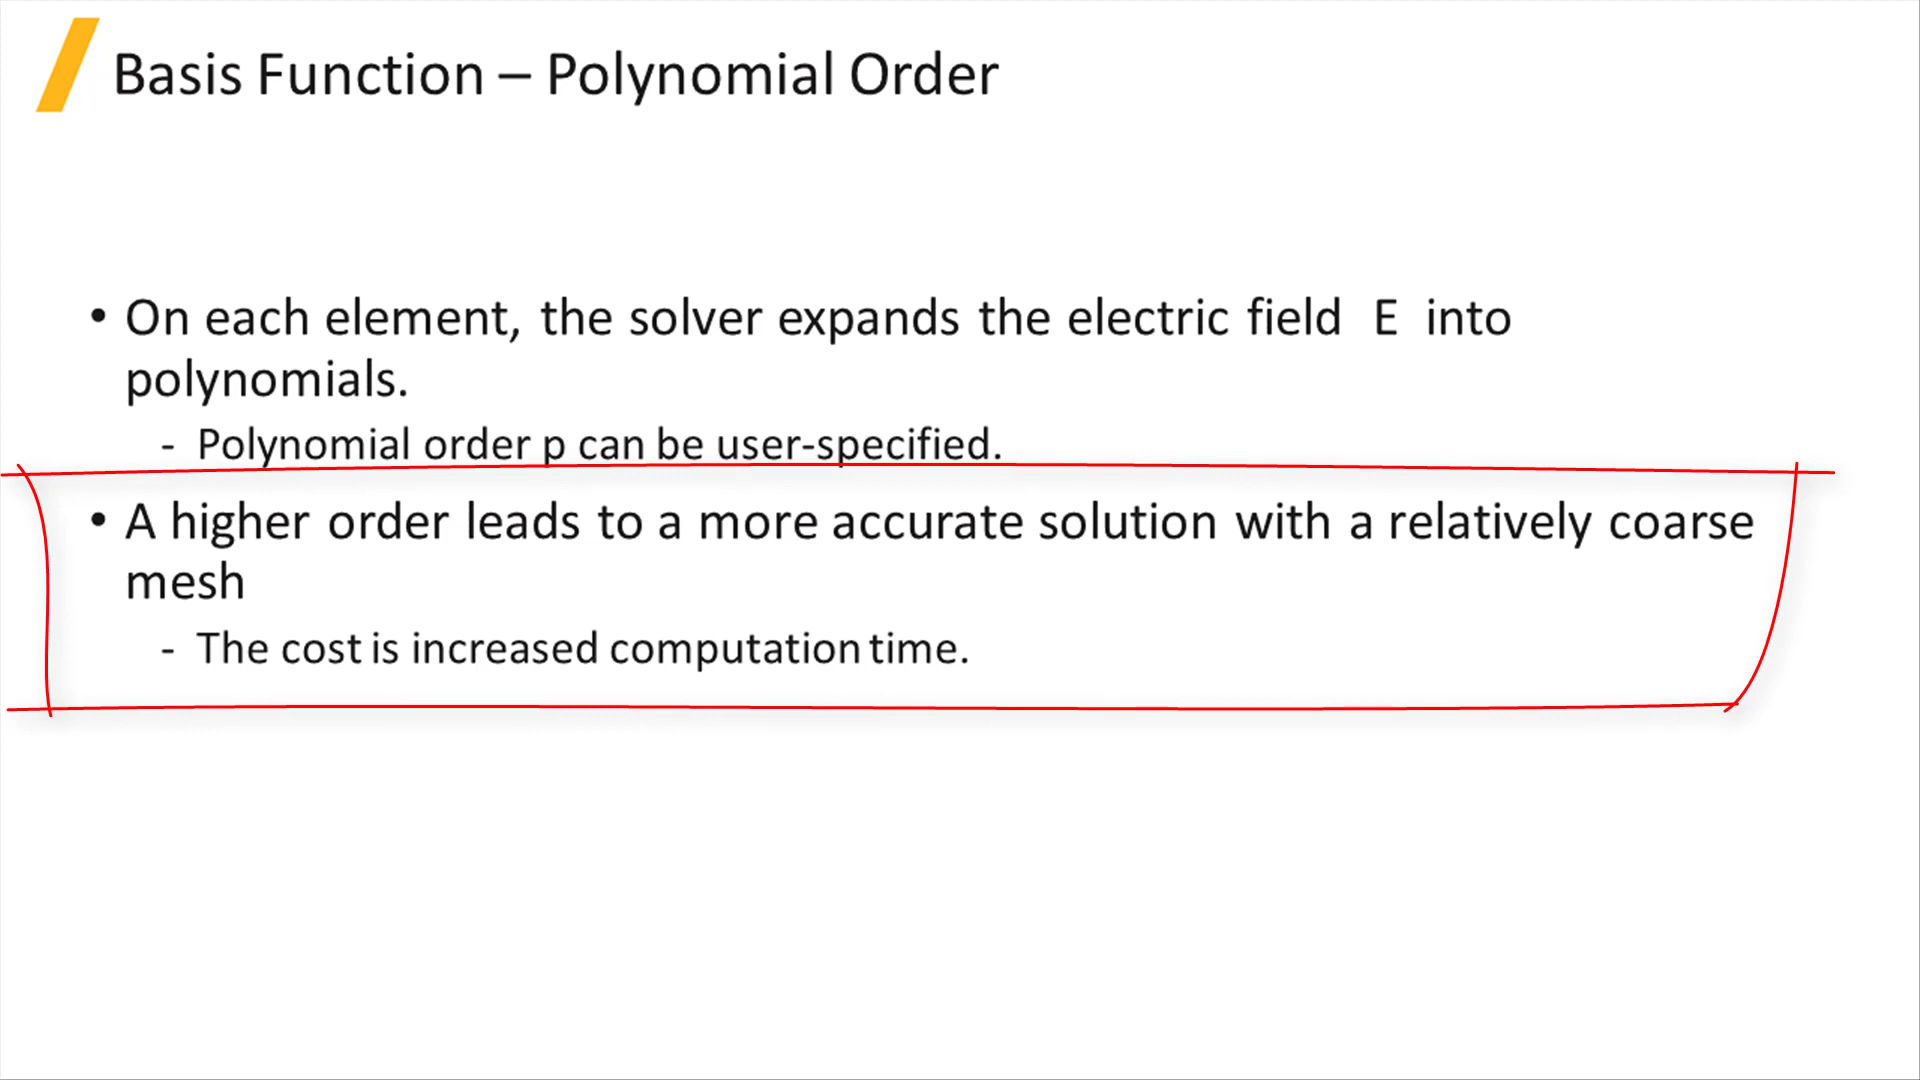 Basis Function – Polynomial Order
• On each element, the solver expands the electric field E into
polynomials.
- Polynomial order p can be user-specified.
• A higher order leads to a more accurate solution with a relatively coarse
mesh
- The cost is increased computation time.